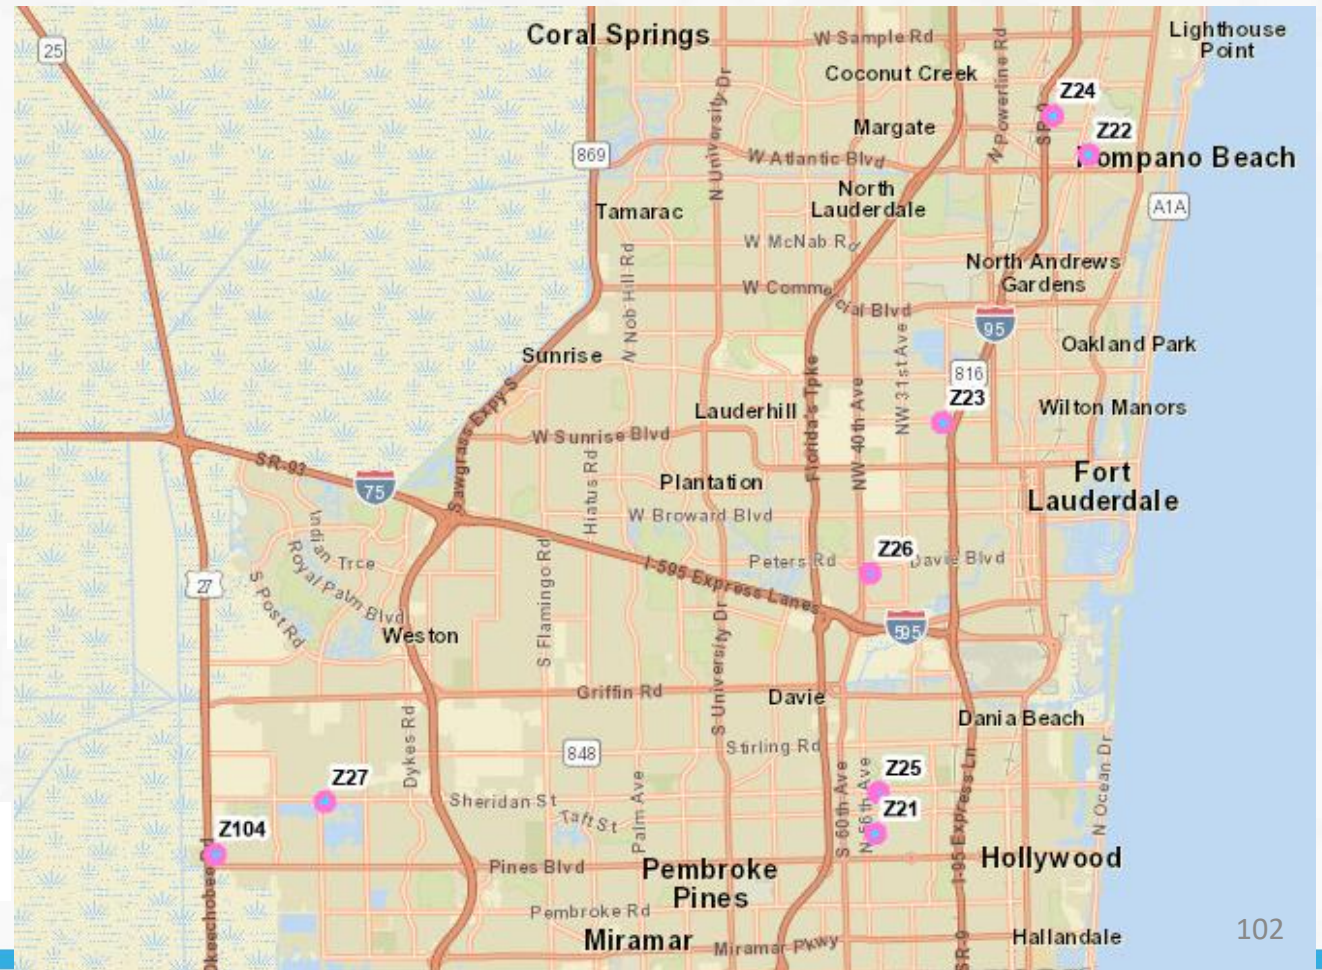 Coral Springs
W Sample Rd
Lighthouse
Point
25
Coconut Creek
N Powerline Rd
Z24
N University Dr
Margate
Z22
869
W Atlantic Blvd
Pompano Beach
North
Lauderdale
Tamarac
A1A
W McNab Rd
North Andrews
Gardens
W Commercial Blvd
N Nob Hill Rd
95
Oakland Park
Sunrise
NW 31st Ave
816
Florida's Tpke
NW 40th Ave
Z23
Wilton Manors
Lauderhill
Sawgrass Expy S
W Sunrise Blvd
SR-93
75
Hiatus Rd
Plantation
Fort
Lauderdale
W Broward Blvd
Indian Trce
Z26
Peters Rd
Davie Blvd
I-595 Express Lanes
27
Royal Palm Blvd
S Post Rd
S Flamingo Rd
Weston
595
S University Dr
Griffin Rd
Davie
Dania Beach
Dykes Rd
848
Stirling Rd
Z27
Z25
Sheridan St
Palm Ave
S 60th Ave
N 56th Ave
I-95 Express Ln
N Ocean Dr
Taft St
Z21
Z104
Pines Blvd
Pembroke
Pines
Hollywood
Okeechobee Rd
Pembroke Rd
Miramar
Miramar Pkwy
SR-9
Hallandale
102